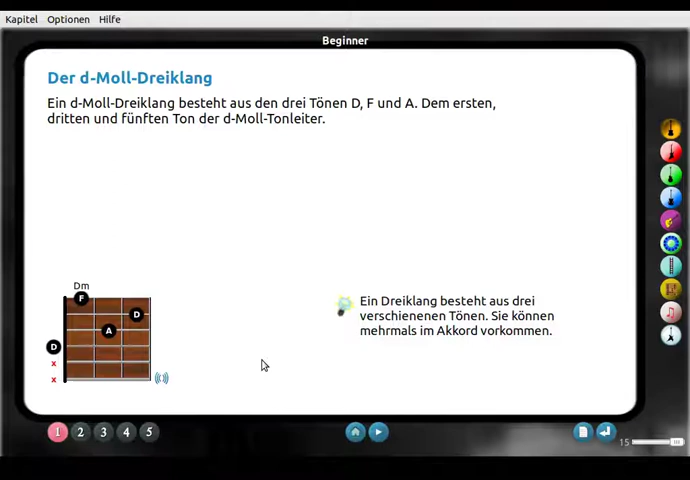 Kapitel Optionen Hilfe
Beginner
Der d-Moll-Dreiklang
Ein d-Moll-Dreiklang besteht aus den drei Tönen D, F und A. Dem ersten,
dritten und fünften Ton der d-Moll-Tonleiter.
Dm
F
D
A
D
x
x
Ein Dreiklang besteht aus drei
verschienenen Tönen. Sie können
mehrmals im Akkord vorkommen.
1 2 3 4 5
15